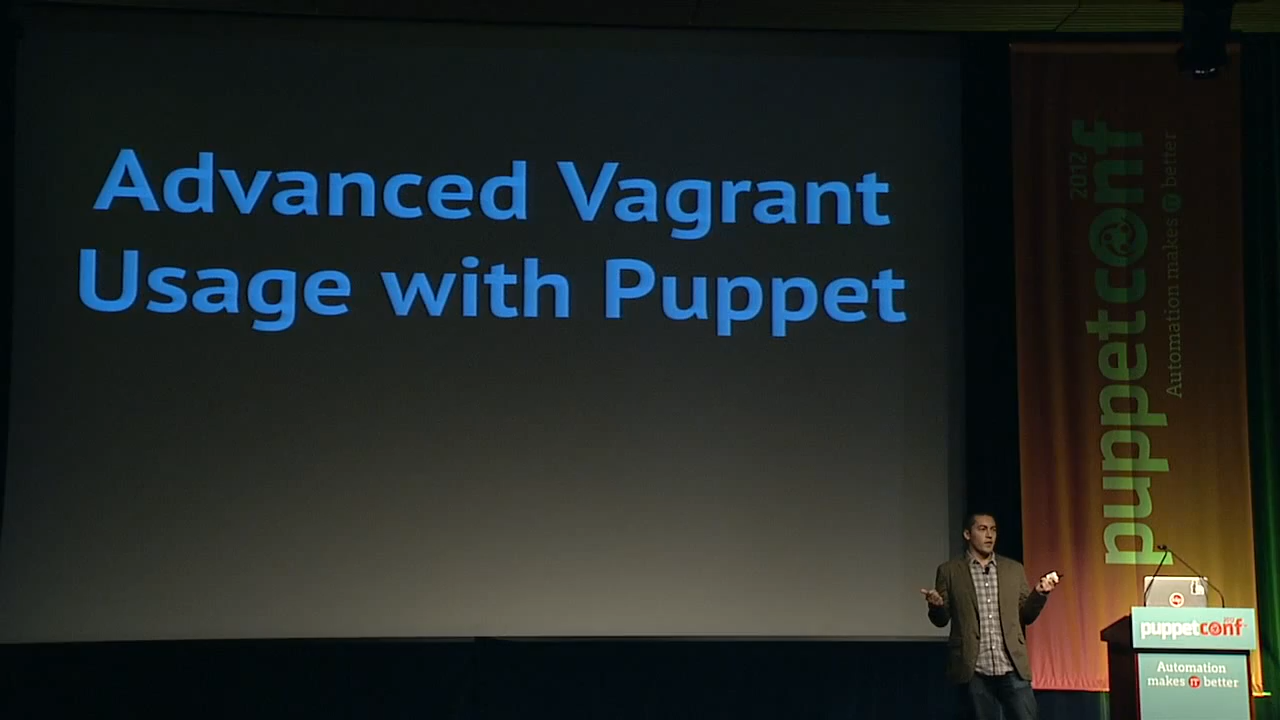 Advanced Vagrant
Usage with Puppet
puppetconf
2012
Automation makes IT better
puppetconf
Automation
makes IT better